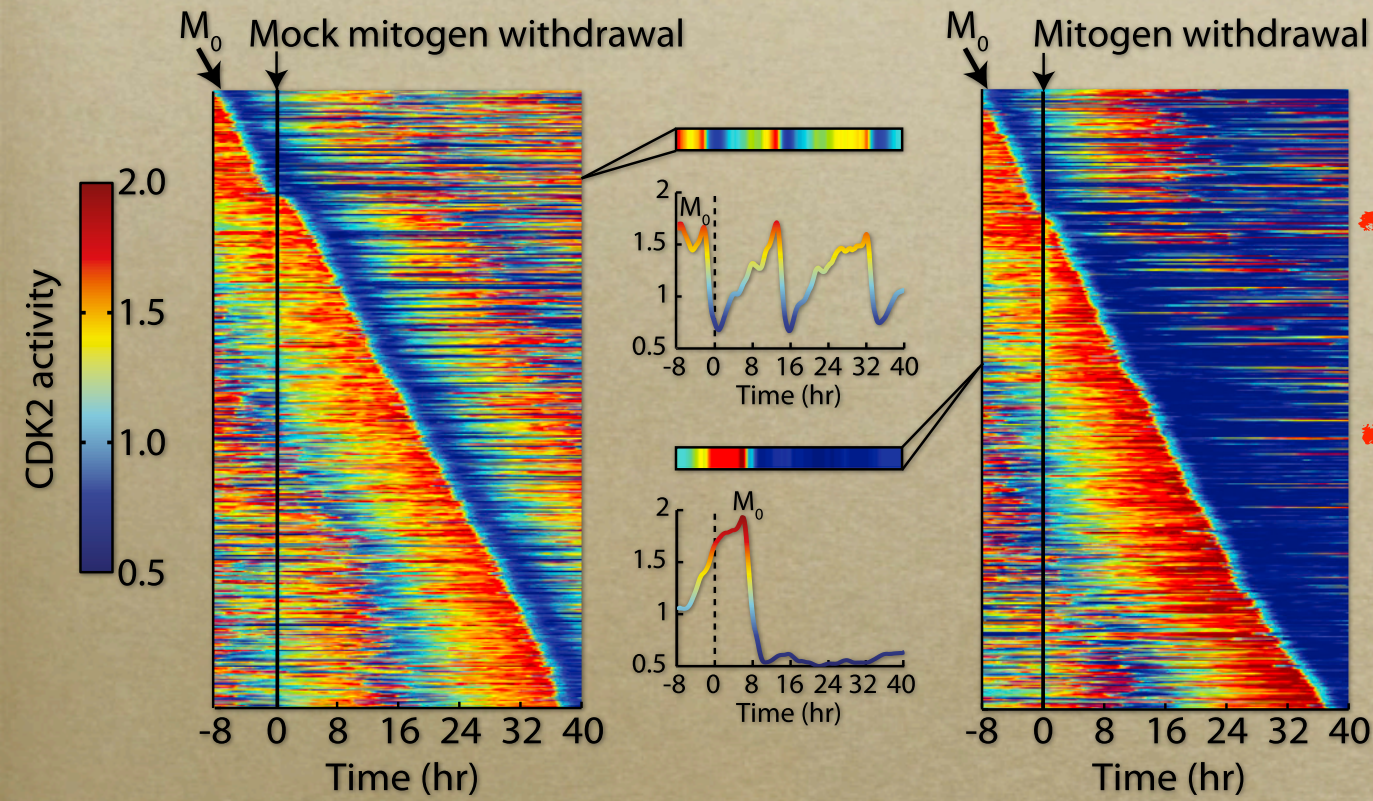 M0 Mock mitogen withdrawal
M0 Mitogen withdrawal
CDK2 activity
2.0
1.5
1.0
0.5
-8 0 8 16 24 32 40
Time (hr)
2
1.5
1
0.5
M0
-8 0 8 16 24 32 40
Time (hr)
2
1.5
1
0.5
M0
-8 0 8 16 24 32 40
Time (hr)
-8 0 8 16 24 32 40
Time (hr)